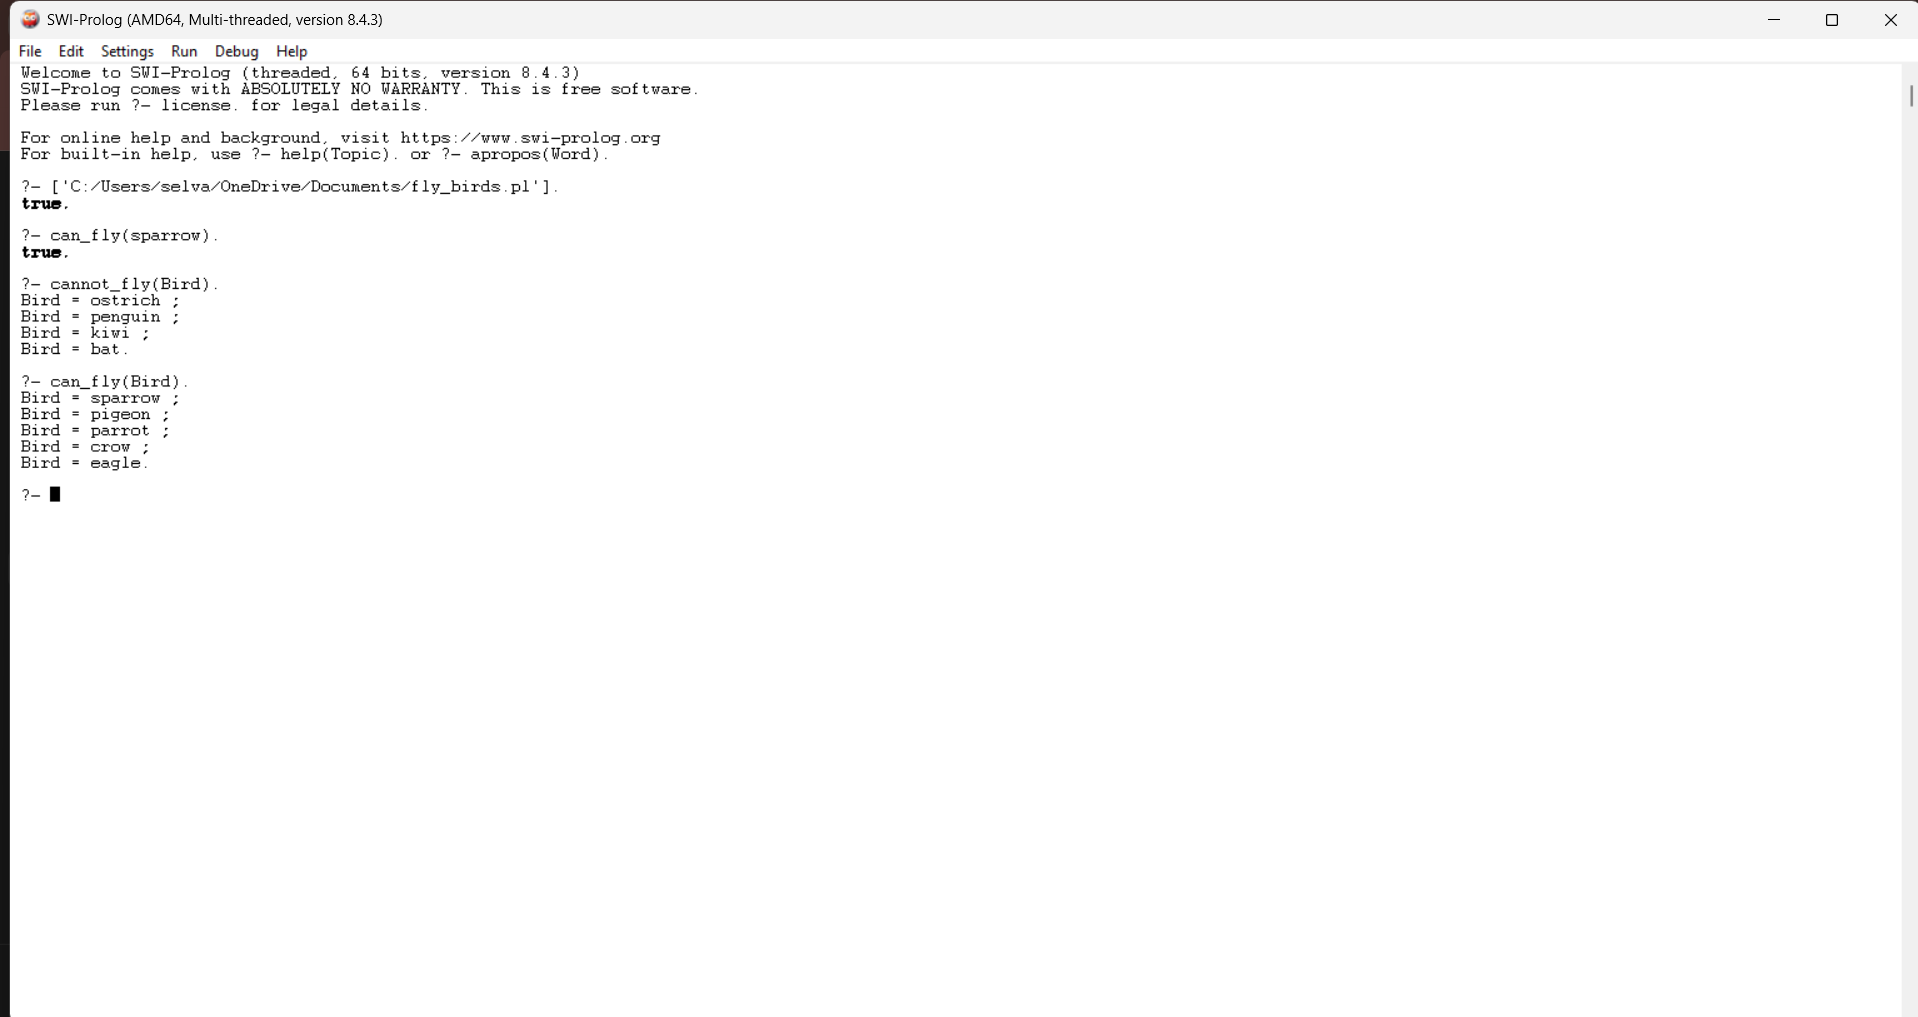 SWI-Prolog (AMD64, Multi-threaded, version 8.4.3)
File Edit Settings Run Debug Help
Welcome to SWI-Prolog (threaded, 64 bits, version 8.4.3)
SWI-Prolog comes with ABSOLUTELY NO WARRANTY. This is free software.
Please run ?- license. for legal details.
For online help and background, visit https://www.swi-prolog.org
For built-in help, use ?- help(Topic). or ?- apropos(Word).
?- ['C:/Users/selva/OneDrive/Documents/fly_birds.pl'].
true.
?- can_fly(sparrow).
true.
?- cannot_fly(Bird).
Bird = ostrich ;
Bird = penguin ;
Bird = kiwi ;
Bird = bat.
?- can_fly(Bird).
Bird = sparrow ;
Bird = pigeon ;
Bird = parrot ;
Bird = crow ;
Bird = eagle.
?-